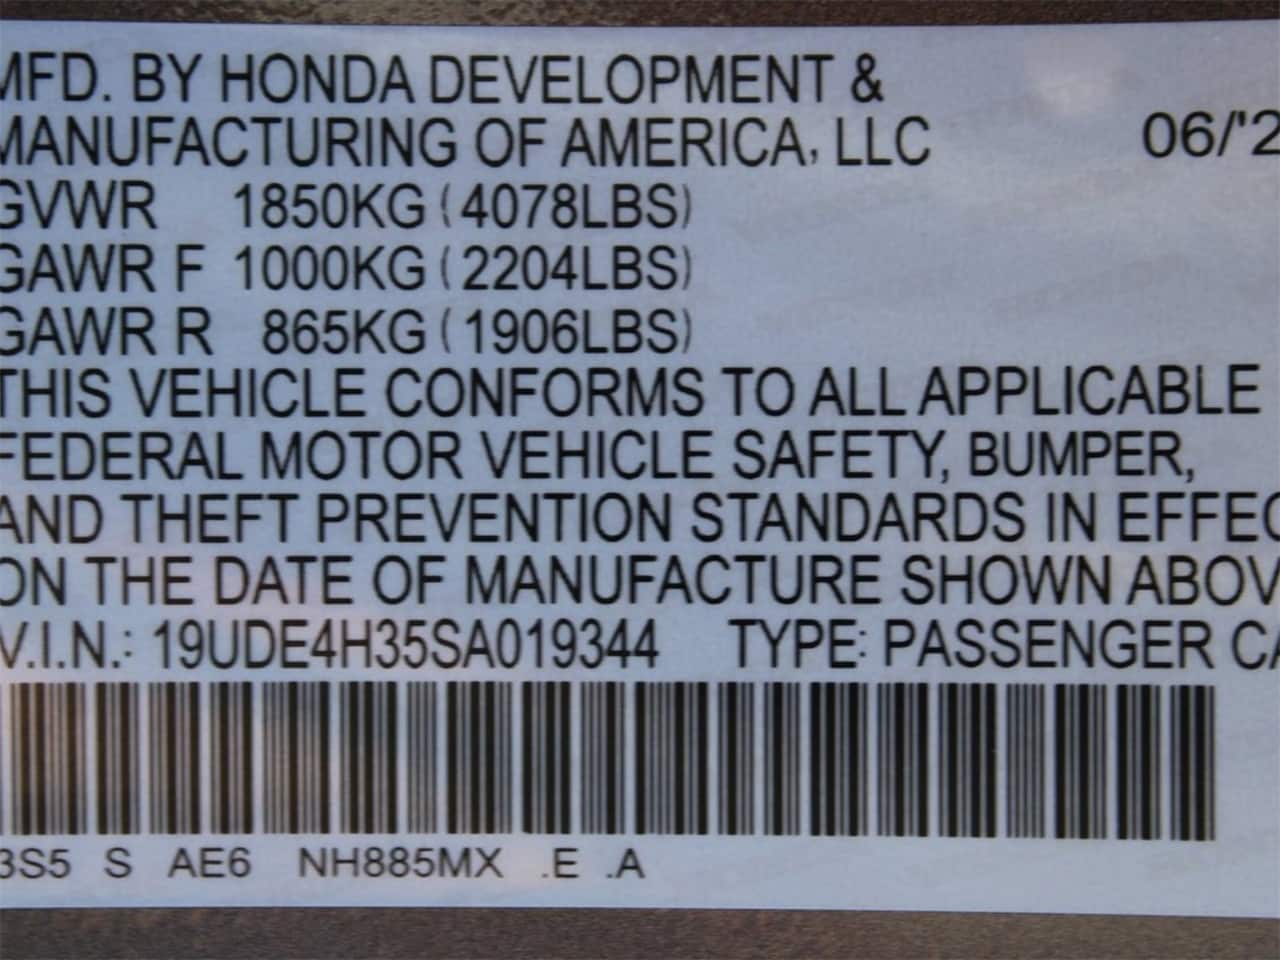 MFD. BY HONDA DEVELOPMENT &
MANUFACTURING OF AMERICA, LLC 06/'2
GVWR 1850KG (4078LBS)
GAWR F 1000KG (2204LBS)
GAWR R 865KG (1906LBS)
THIS VEHICLE CONFORMS TO ALL APPLICABLE
FEDERAL MOTOR VEHICLE SAFETY, BUMPER,
AND THEFT PREVENTION STANDARDS IN EFFEC
ON THE DATE OF MANUFACTURE SHOWN ABOV
V.I.N.: 19UDE4H35SA019344 TYPE: PASSENGER CA
3S5 S AE6 NH885MX .E .A